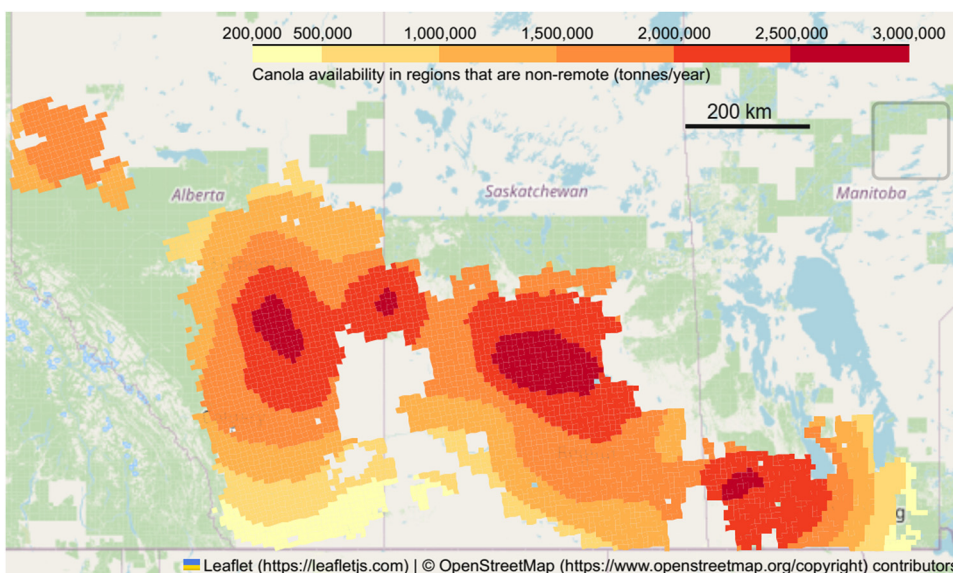 200,000 500,000 1,000,000 1,500,000 2,000,000 2,500,000 3,000,000
Canola availability in regions that are non-remote (tonnes/year)
200 km
Alberta
Saskatchewan
Manitoba
g
Leaflet (https://leafletjs.com) | © OpenStreetMap (https://www.openstreetmap.org/copyright) contributors